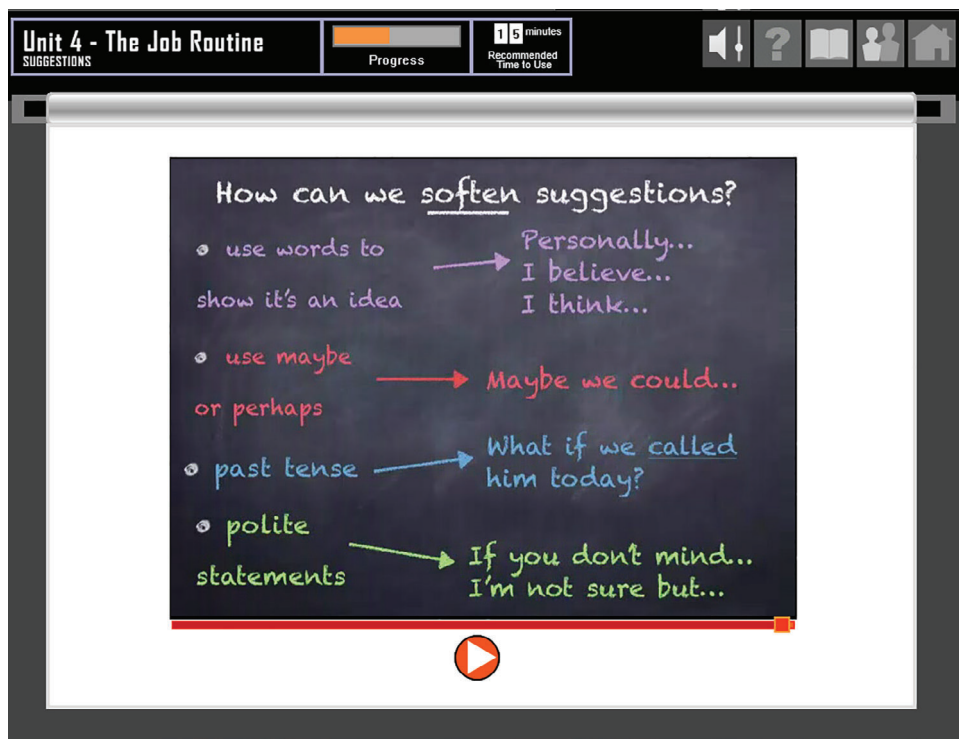 Unit 4 - The Job Routine
SUGGESTIONS
Progress
15 minutes
Recommended
Time to Use
?
How can we soften suggestions?
use words to
show it's an idea
Personally...
I believe...
I think...
use maybe
or perhaps
Maybe we could...
past tense
What if we called
him today?
polite
statements
If you don't mind...
I'm not sure but...